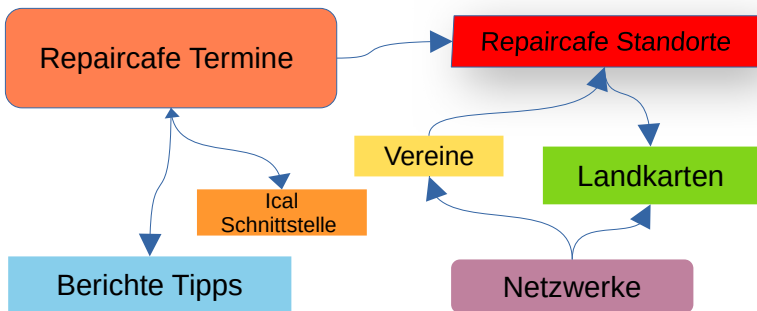 Repaircafe Termine
Repaircafe Standorte
Vereine
Landkarten
Ical
Schnittstelle
Berichte Tipps
Netzwerke